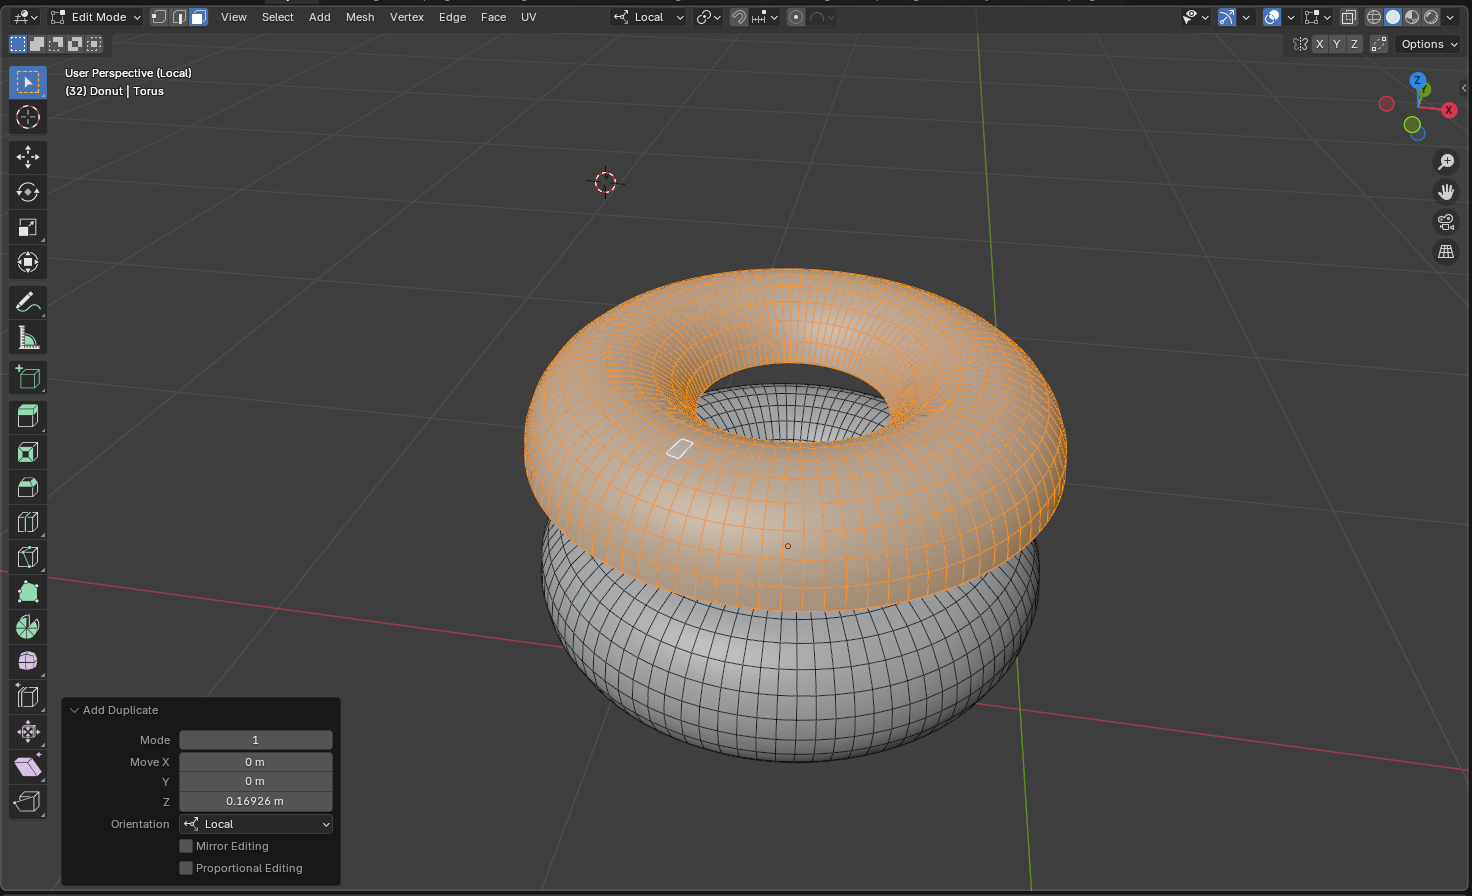 Edit Mode View Select Add Mesh Vertex Edge Face UV Local
X Y Z Options
User Perspective (Local)
(32) Donut | Torus
Z
Y
X
Add Duplicate
Mode 1
Move X 0 m
Y 0 m
Z 0.16926 m
Orientation Local
Mirror Editing
Proportional Editing